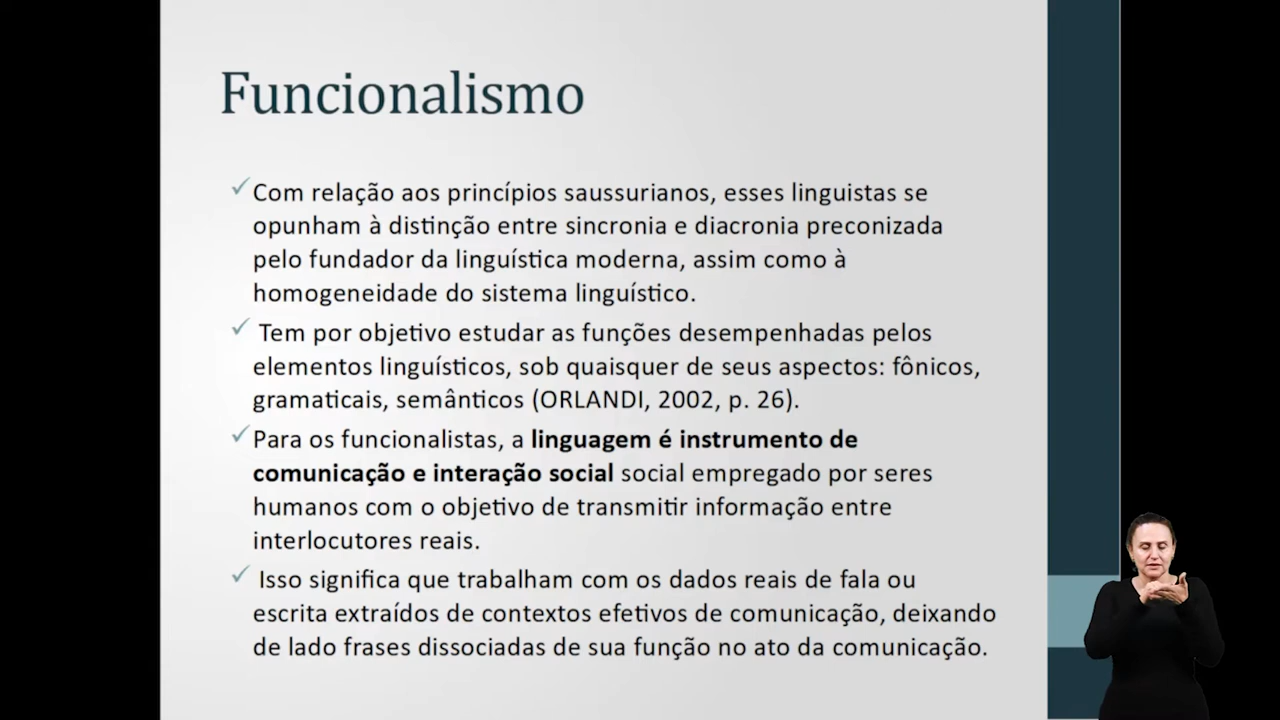 Funcionalismo
Com relação aos princípios saussurianos, esses linguistas se
opunham à distinção entre sincronia e diacronia preconizada
pelo fundador da linguística moderna, assim como à
homogeneidade do sistema linguístico.
Tem por objetivo estudar as funções desempenhadas pelos
elementos linguísticos, sob quaisquer de seus aspectos: fônicos,
gramaticais, semânticos (ORLANDI, 2002, p. 26).
Para os funcionalistas, a linguagem é instrumento de
comunicação e interação social social empregado por seres
humanos com o objetivo de transmitir informação entre
interlocutores reais.
Isso significa que trabalham com os dados reais de fala ou
escrita extraídos de contextos efetivos de comunicação, deixando
de lado frases dissociadas de sua função no ato da comunicação.